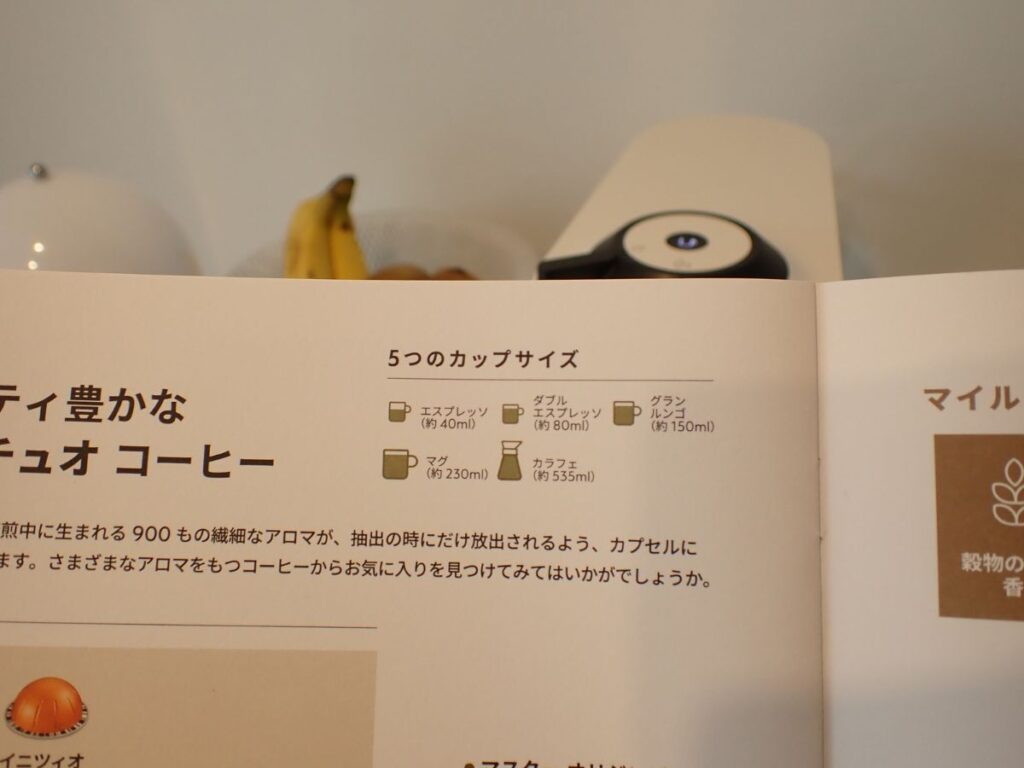 5つのカップサイズ
エスプレッソ
(約 40ml)
ダブル
エスプレッソ
(約 80ml)
グラン
ルンゴ
(約 150ml)
マグ
(約 230ml)
カラフェ
(約 535ml)
ティ豊かな
チュオ コーヒー
煎中に生まれる 900 もの繊細なアロマが、抽出の時にだけ放出されるよう、カプセルに
ます。さまざまなアロマをもつコーヒーからお気に入りを見つけてみてはいかがでしょうか。
イニツィオ
マイル
穀物の
香